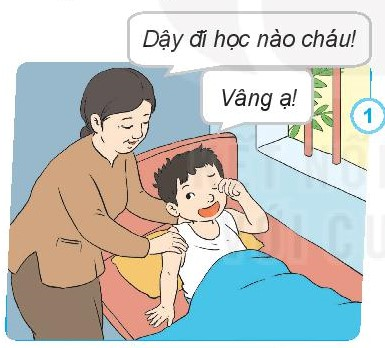 Dậy đi học nào cháu!
Vâng ạ!
1